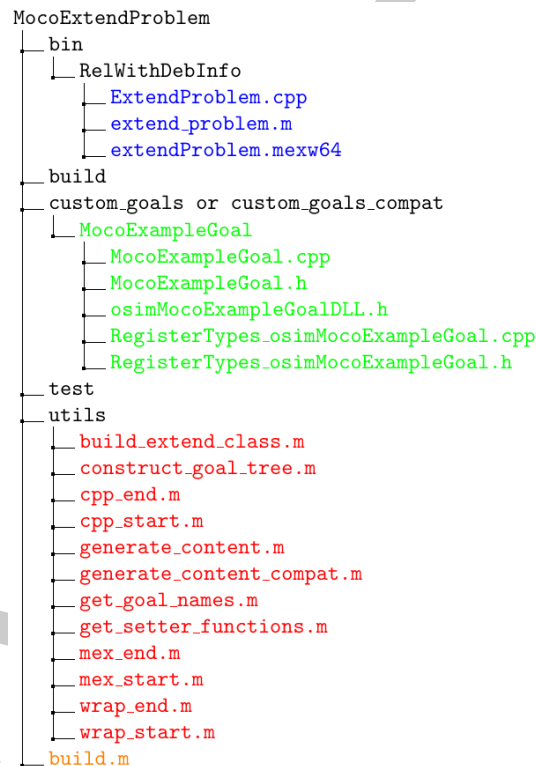 MocoExtendProblem
bin
RelWithDebInfo
ExtendProblem.cpp
extend_problem.m
extendProblem.mexw64
build
custom_goals or custom_goals_compat
MocoExampleGoal
MocoExampleGoal.cpp
MocoExampleGoal.h
osimMocoExampleGoalDLL.h
RegisterTypes_osimMocoExampleGoal.cpp
RegisterTypes_osimMocoExampleGoal.h
test
utils
build_extend_class.m
construct_goal_tree.m
cpp_end.m
cpp_start.m
generate_content.m
generate_content_compat.m
get_goal_names.m
get_setter_functions.m
mex_end.m
mex_start.m
wrap_end.m
wrap_start.m
build.m